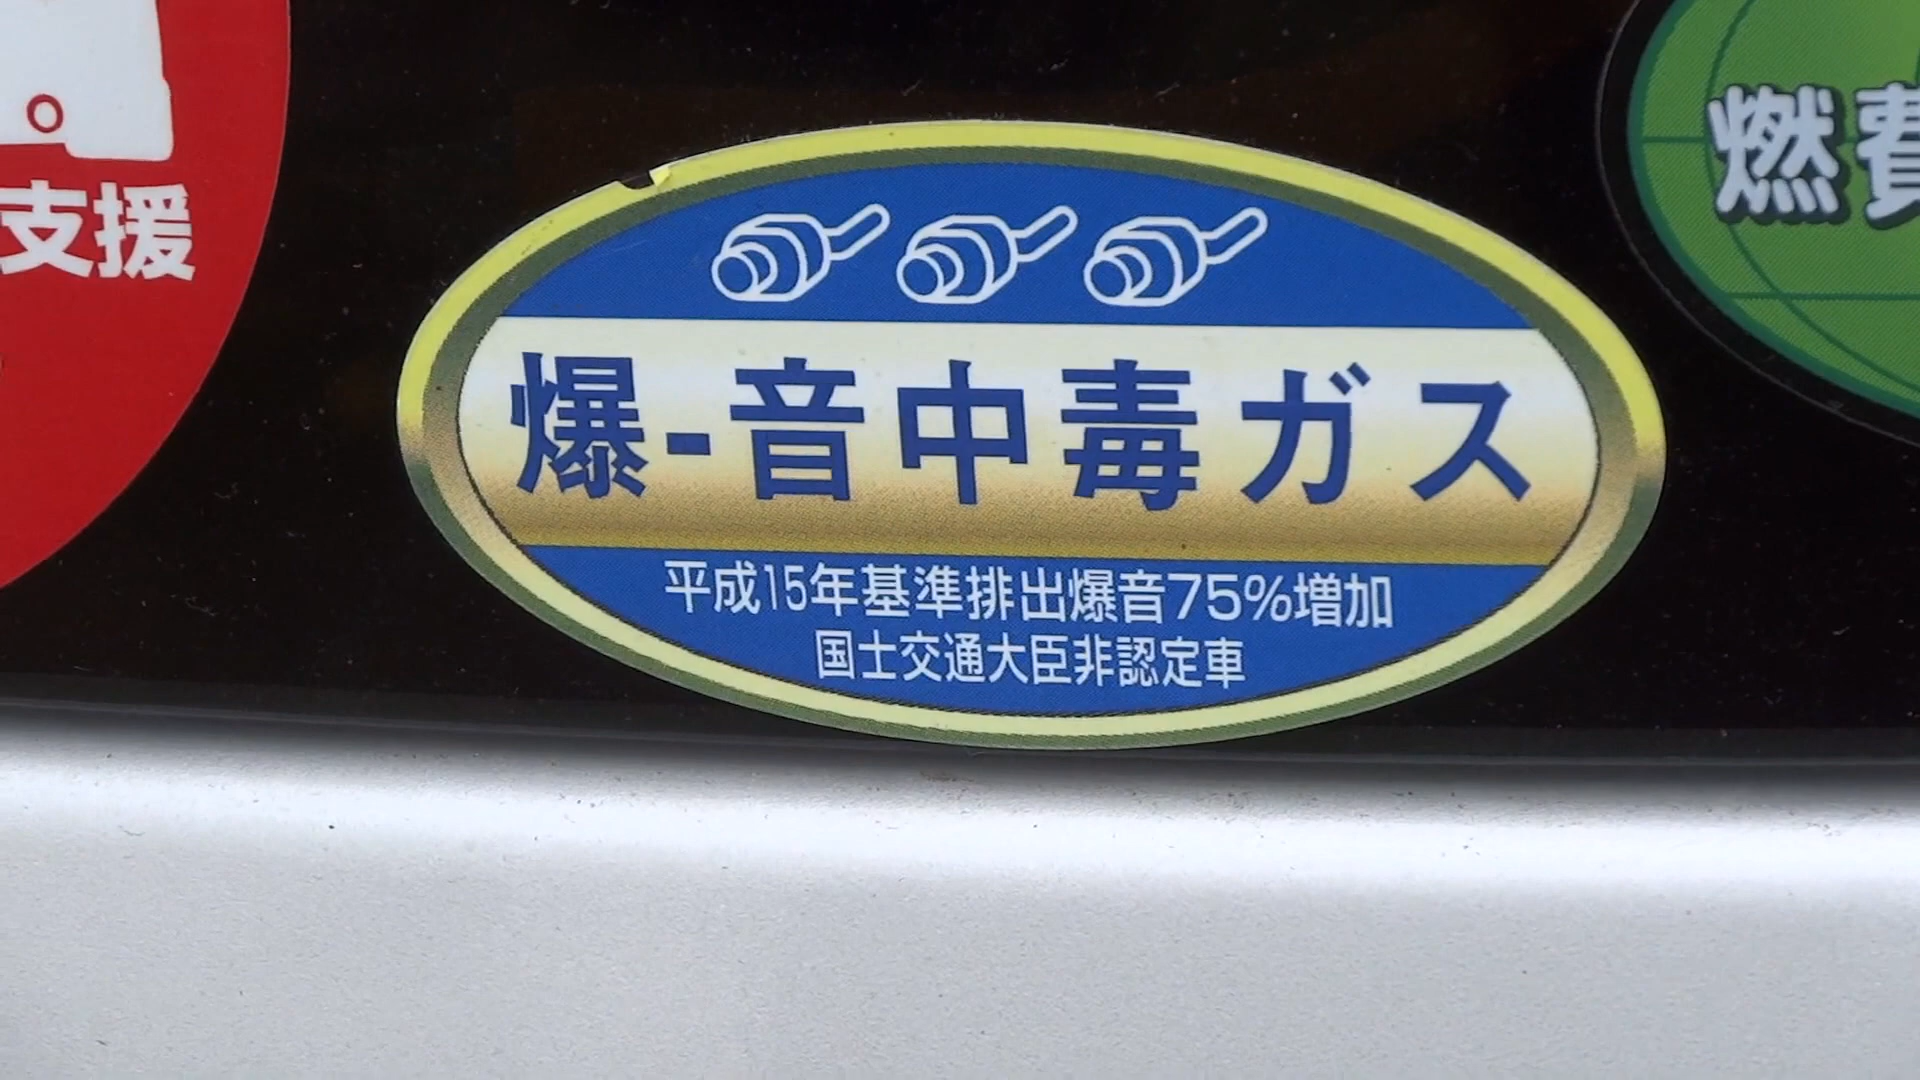 支援
爆-音中毒ガス
平成15年基準排出爆音75%増加
国土交通大臣非認定車
燃費